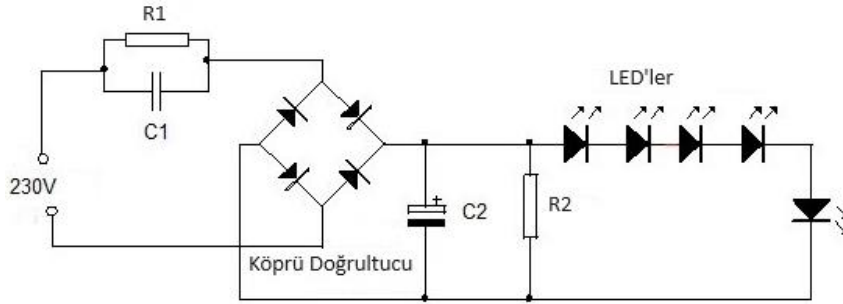 R1
C1
230V
Köprü Doğrultucu
+
C2
R2
LED'ler